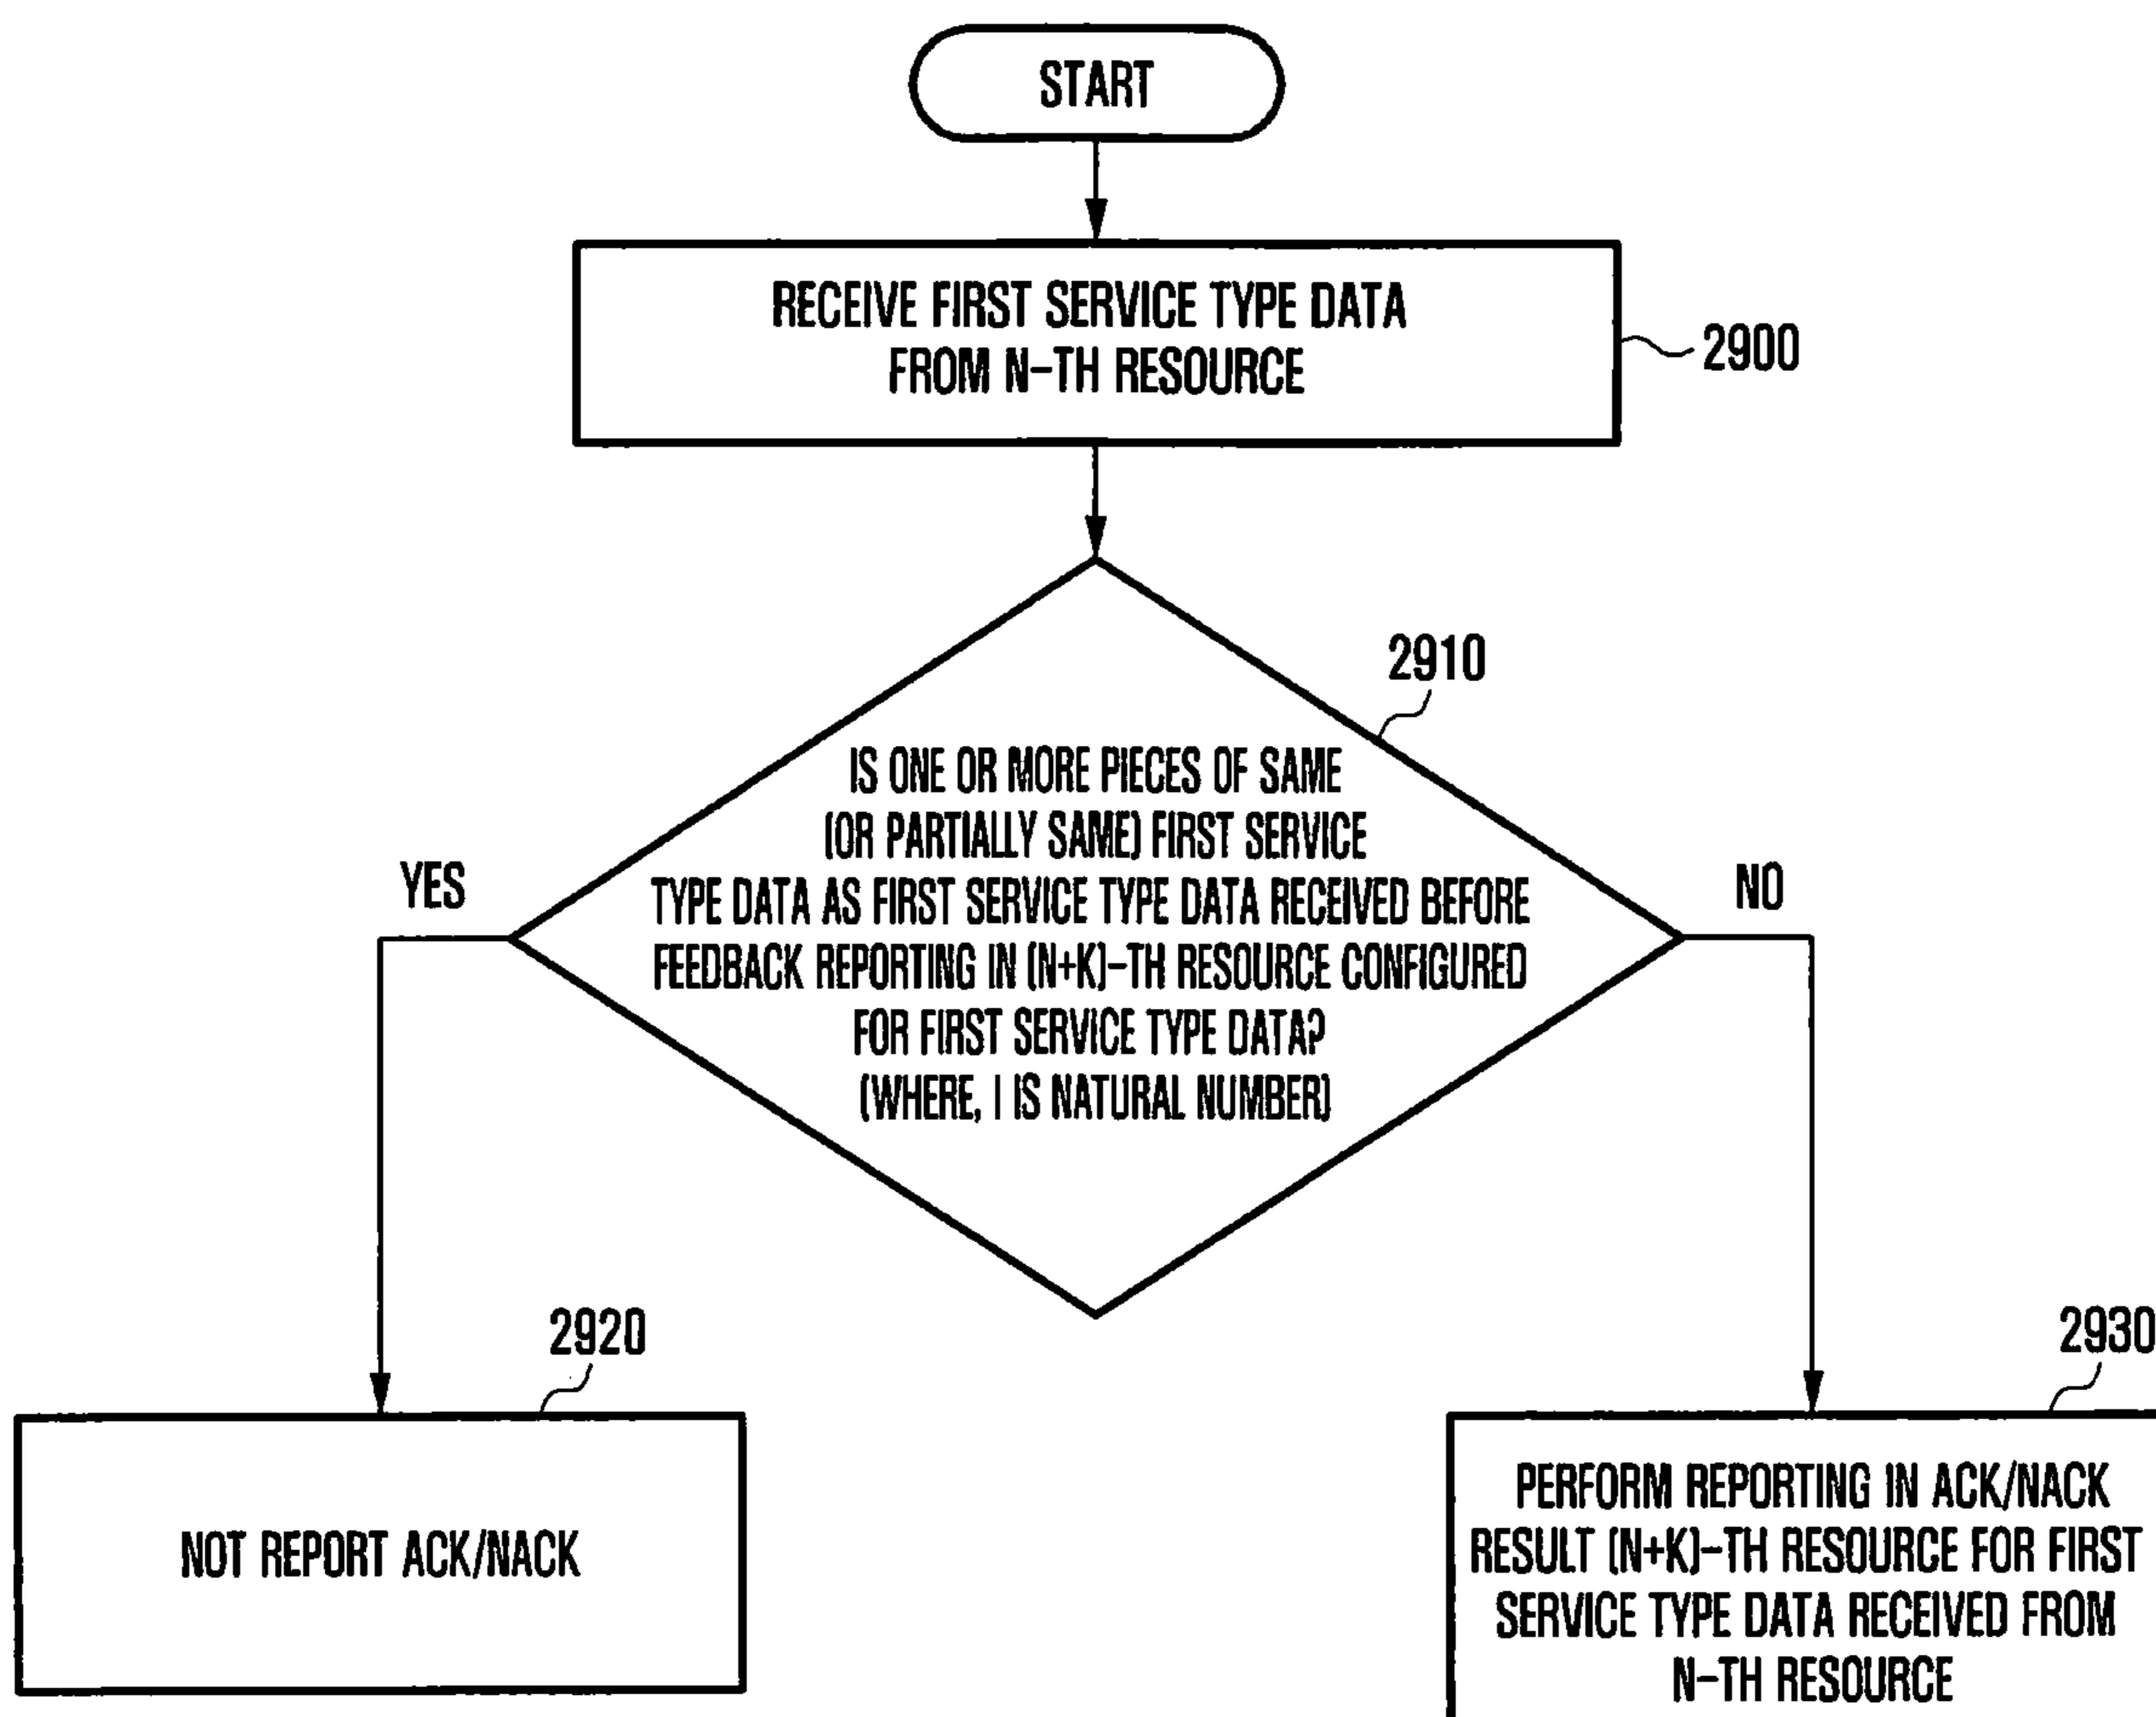 START
RECEIVE FIRST SERVICE TYPE DATA
FROM N-TH RESOURCE
2900
2910
IS ONE OR MORE PIECES OF SAME
(OR PARTIALLY SAME) FIRST SERVICE
TYPE DATA AS FIRST SERVICE TYPE DATA RECEIVED BEFORE
FEEDBACK REPORTING IN (N+K)-TH RESOURCE CONFIGURED
FOR FIRST SERVICE TYPE DATA?
(WHERE, I IS NATURAL NUMBER)
YES
NO
2920
NOT REPORT ACK/NACK
2930
PERFORM REPORTING IN ACK/NACK
RESULT (N+K)-TH RESOURCE FOR FIRST
SERVICE TYPE DATA RECEIVED FROM
N-TH RESOURCE